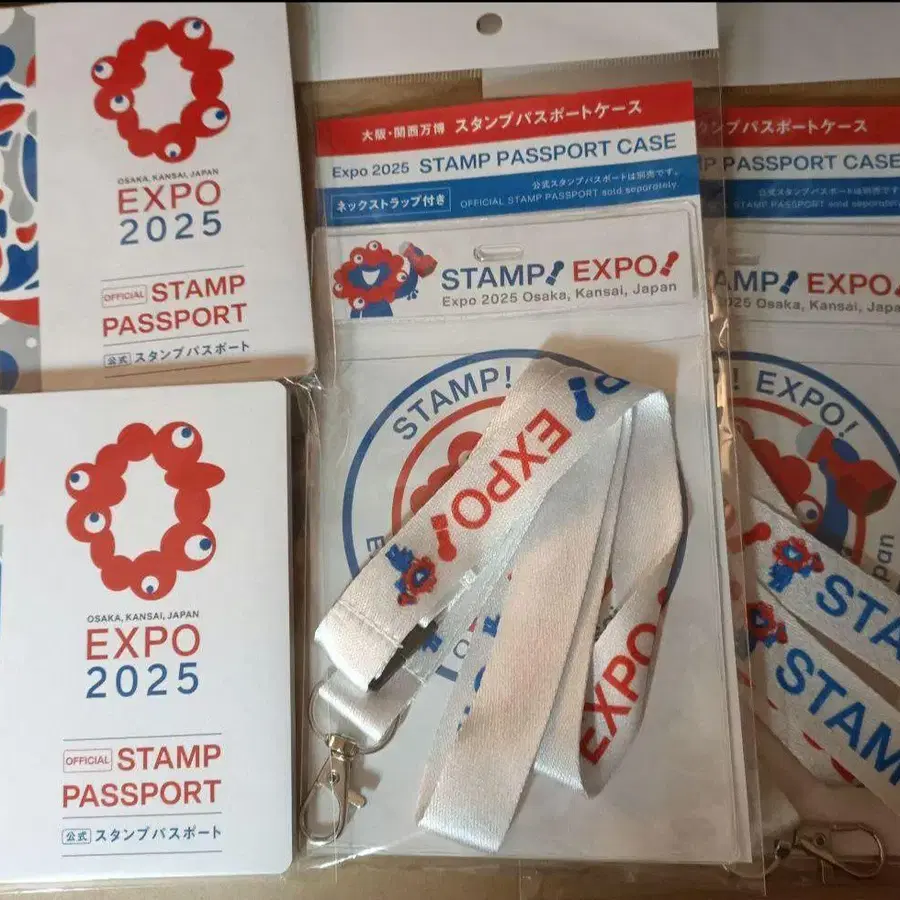 OSAKA, KANSAI, JAPAN
EXPO
2025
OFFICIAL STAMP
PASSPORT
公式 スタンプパスポート
OSAKA, KANSAI, JAPAN
EXPO
2025
OFFICIAL STAMP
PASSPORT
公式 スタンプパスポート
大阪・関西万博 スタンプパスポートケース
Expo 2025 STAMP PASSPORT CASE
公式スタンプパスポートは別売です。
ネックストラップ付き
OFFICIAL STAMP PASSPORT sold separately
STAMP! EXPO!
Expo 2025 Osaka, Kansai, Japan
STAMP!
EXPO!
EXPO
ンプパスポートケース
MP PASSPORT CASE
公式スタンプパスポートは別売です。
STAMP PASSPORT sold separately
AMP! EXPO!
2025 Osaka, Kansai, Japa
! EXPO!
pan
STA
STAM